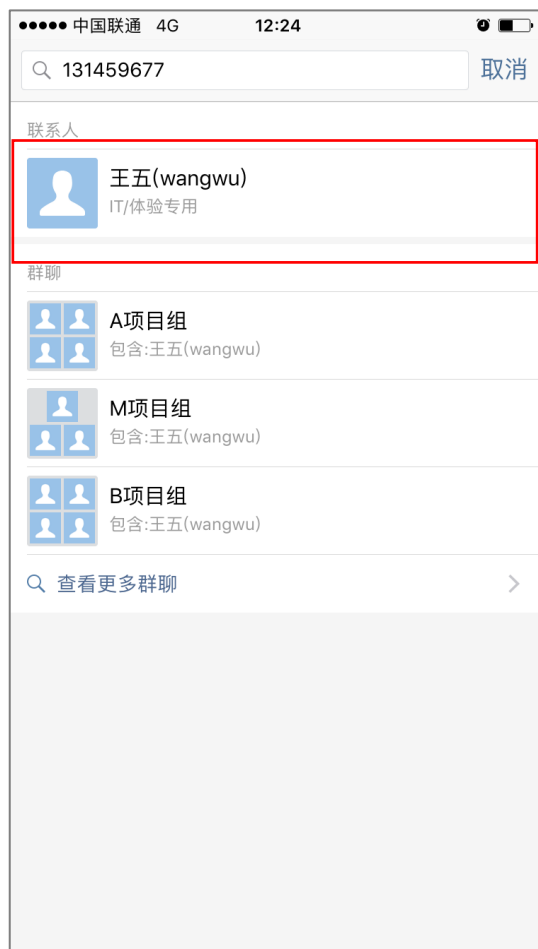 中国联通 4G 12:24
131459677 取消
联系人
王五(wangwu)
IT/体验专用
群聊
A项目组
包含:王五(wangwu)
M项目组
包含:王五(wangwu)
B项目组
包含:王五(wangwu)
查看更多群聊